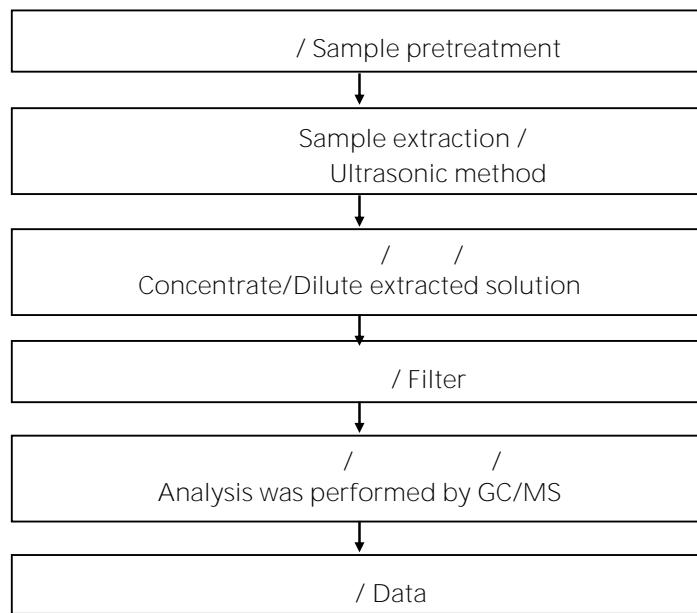 / Sample pretreatment
Sample extraction /
Ultrasonic method
/ /
Concentrate/Dilute extracted solution
/ Filter
/ /
Analysis was performed by GC/MS
/ Data